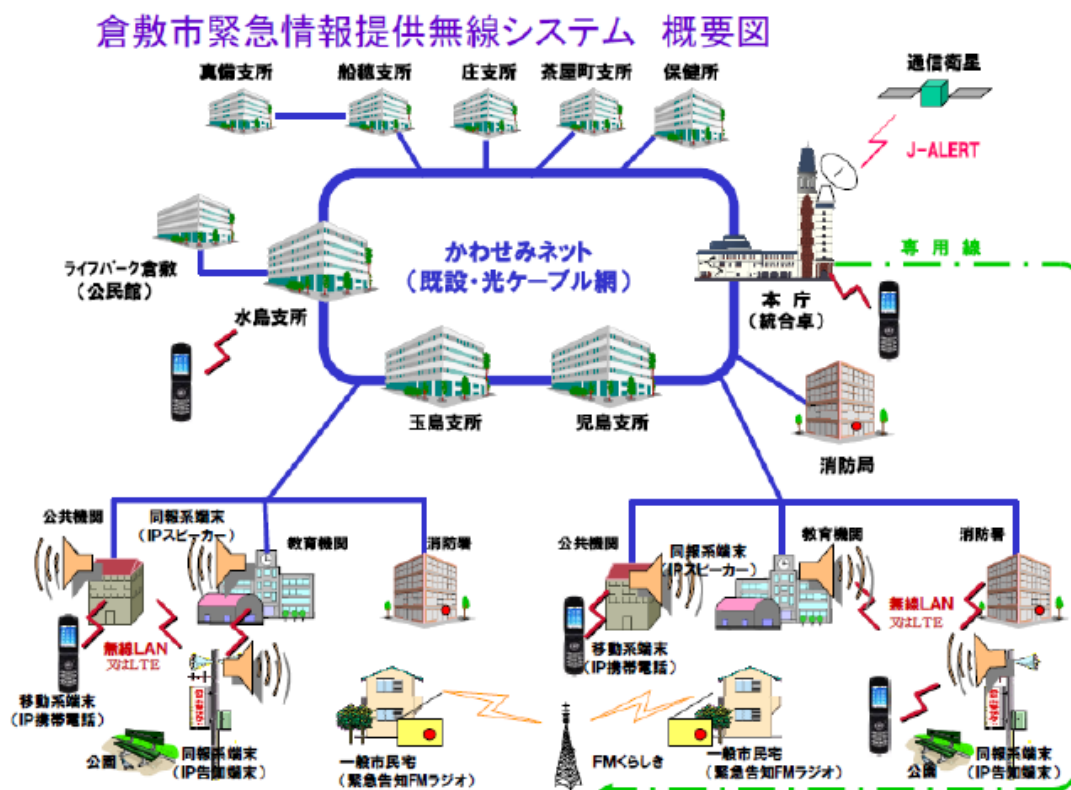 倉敷市緊急情報提供無線システム 概要図
真備支所
船穂支所
庄支所
茶屋町支所
保健所
通信衛星
J-ALERT
専用線
かわせみネット
(既設・光ケーブル網)
ライフパーク倉敷
(公民館)
水島支所
本庁
(統合卓)
玉島支所
児島支所
消防局
公共機関
同報系端末
(IPスピーカー)
教育機関
消防署
無線LAN
又はLTE
移動系端末
(IP携帯電話)
公園
同報系端末
(IP告知端末)
一般市民宅
(緊急告知FMラジオ)
FMくらしき
公共機関
同報系端末
(IPスピーカー)
教育機関
消防署
無線LAN
又はLTE
移動系端末
(IP携帯電話)
一般市民宅
(緊急告知FMラジオ)
公園
同報系端末
(IP告知端末)